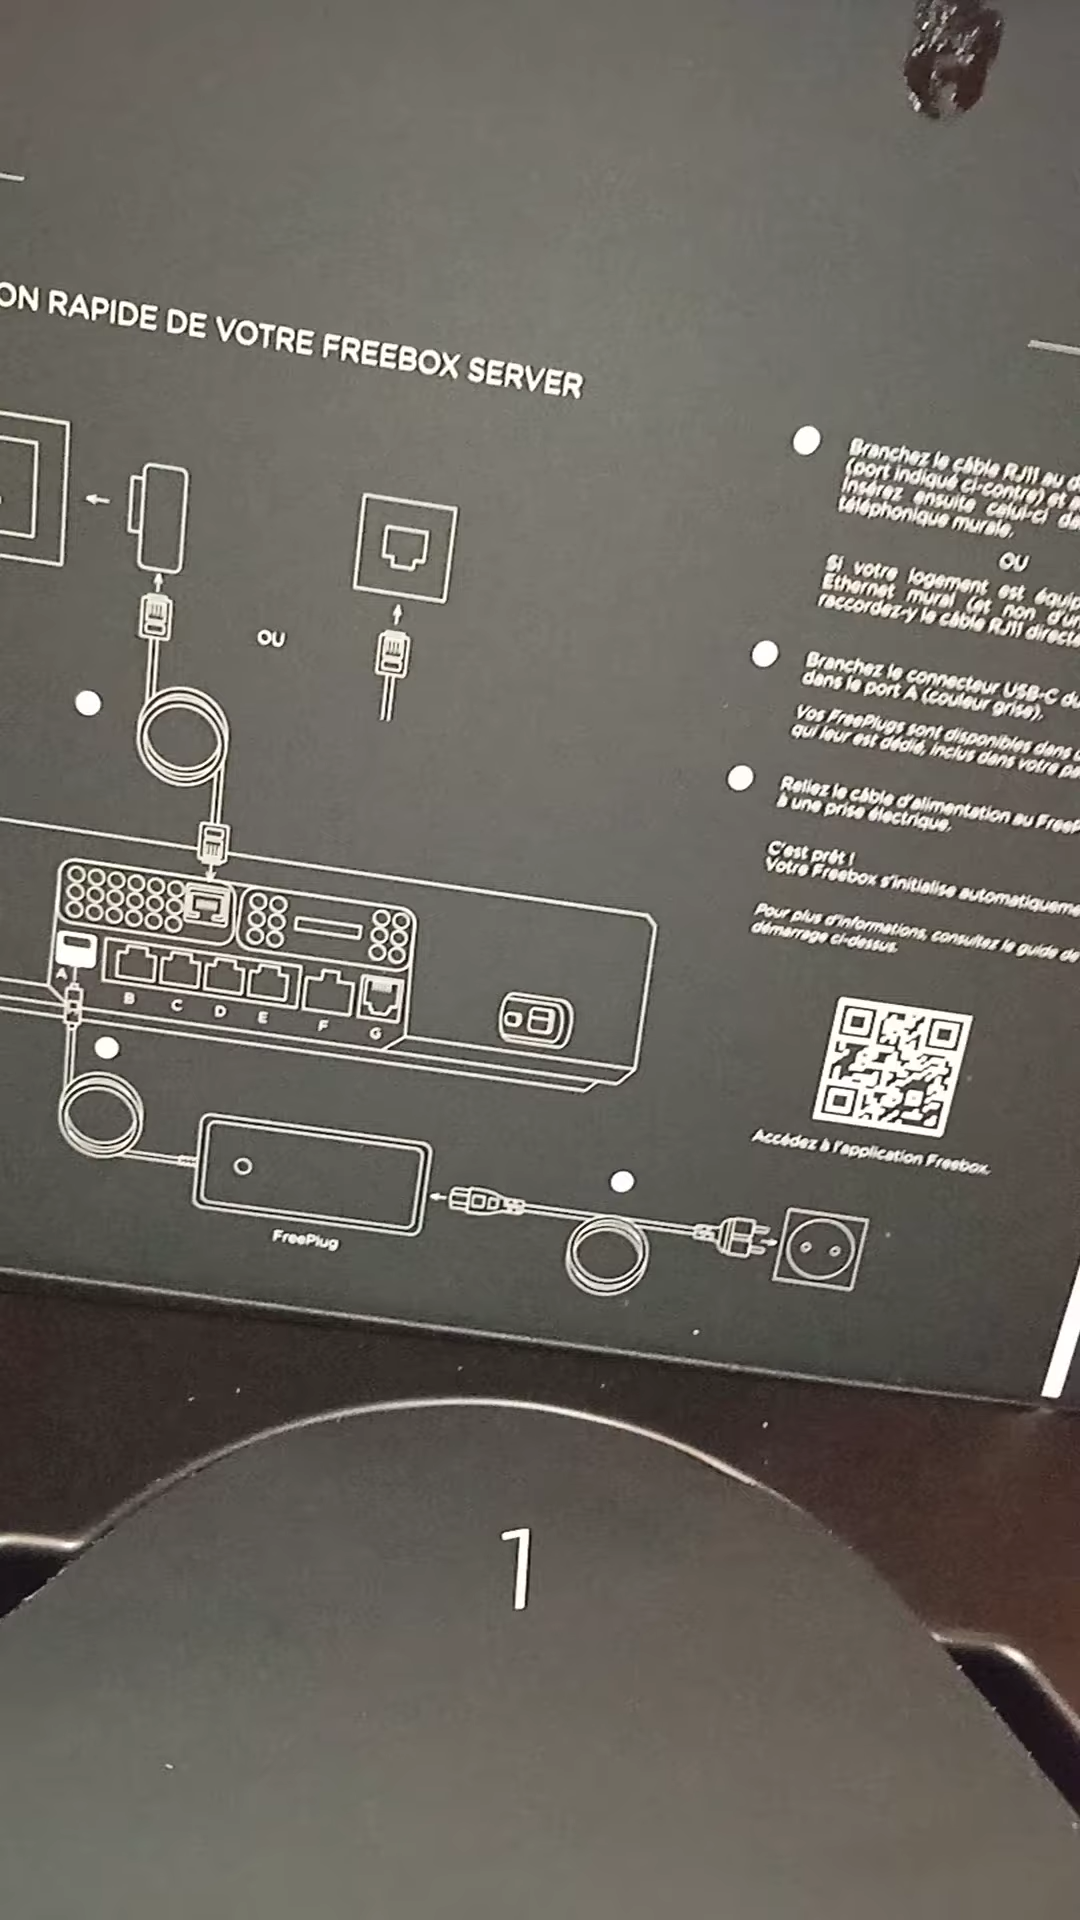 ON RAPIDE DE VOTRE FREEBOX SERVER
OU
A
B
C
D
E
F
G
FreePlug
Branchez le câble RJ11 au d
(port indiqué ci-contre) et
Insérez ensuite celui-ci da
téléphonique murale.
OU
Si votre logement est équip
Ethernet mural (et non d'un
raccordez-y le câble RJ11 directe
Branchez le connecteur USB-C du
dans le port A (couleur grise).
Vos FreePlugs sont disponibles dans
qui leur est dédié, inclus dans votre pa
Reliez le câble d'alimentation au FreeP
à une prise électrique.
C'est prêt !
Votre Freebox s'initialise automatiqueme
Pour plus d'informations, consultez le guide de
démarrage ci-dessus.
Accédez à l'application Freebox.
1